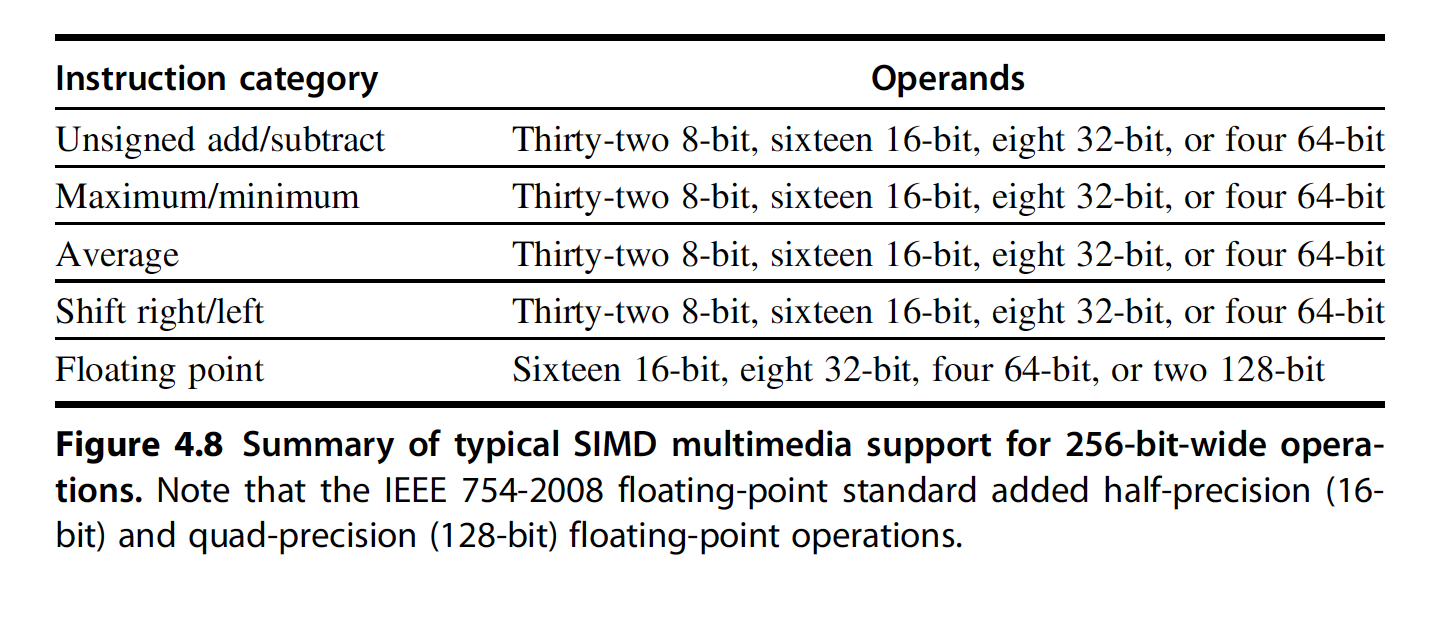 Instruction category Operands
Unsigned add/subtract Thirty-two 8-bit, sixteen 16-bit, eight 32-bit, or four 64-bit
Maximum/minimum Thirty-two 8-bit, sixteen 16-bit, eight 32-bit, or four 64-bit
Average Thirty-two 8-bit, sixteen 16-bit, eight 32-bit, or four 64-bit
Shift right/left Thirty-two 8-bit, sixteen 16-bit, eight 32-bit, or four 64-bit
Floating point Sixteen 16-bit, eight 32-bit, four 64-bit, or two 128-bit
Figure 4.8 Summary of typical SIMD multimedia support for 256-bit-wide opera-
tions. Note that the IEEE 754-2008 floating-point standard added half-precision (16-
bit) and quad-precision (128-bit) floating-point operations.